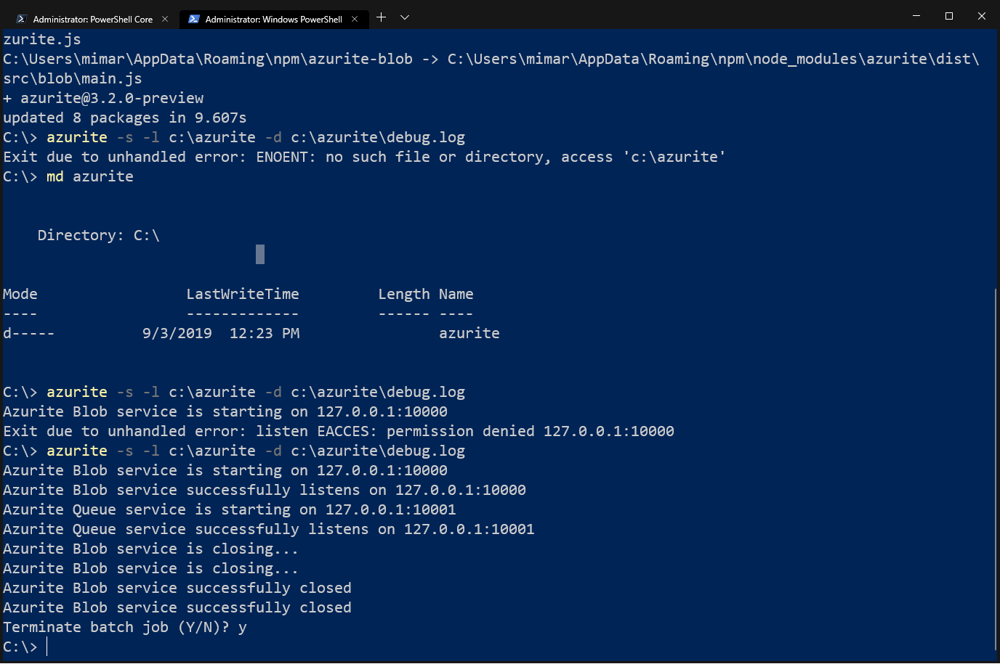 Administrator: PowerShell Core
Administrator: Windows PowerShell
zurite.js
C:\Users\mimar\AppData\Roaming\npm\azurite-blob -> C:\Users\mimar\AppData\Roaming\npm\node_modules\azurite\dist\
src\blob\main.js
+ azurite@3.2.0-preview
updated 8 packages in 9.607s
C:\> azurite -s -l c:\azurite -d c:\azurite\debug.log
Exit due to unhandled error: ENOENT: no such file or directory, access 'c:\azurite'
C:\> md azurite
Directory: C:\
Mode LastWriteTime Length Name
---- ------------- ------ ----
d----- 9/3/2019 12:23 PM azurite
C:\> azurite -s -l c:\azurite -d c:\azurite\debug.log
Azurite Blob service is starting on 127.0.0.1:10000
Exit due to unhandled error: listen EACCES: permission denied 127.0.0.1:10000
C:\> azurite -s -l c:\azurite -d c:\azurite\debug.log
Azurite Blob service is starting on 127.0.0.1:10000
Azurite Blob service successfully listens on 127.0.0.1:10000
Azurite Queue service is starting on 127.0.0.1:10001
Azurite Queue service successfully listens on 127.0.0.1:10001
Azurite Blob service is closing...
Azurite Blob service is closing...
Azurite Blob service successfully closed
Azurite Blob service successfully closed
Terminate batch job (Y/N)? y
C:\>